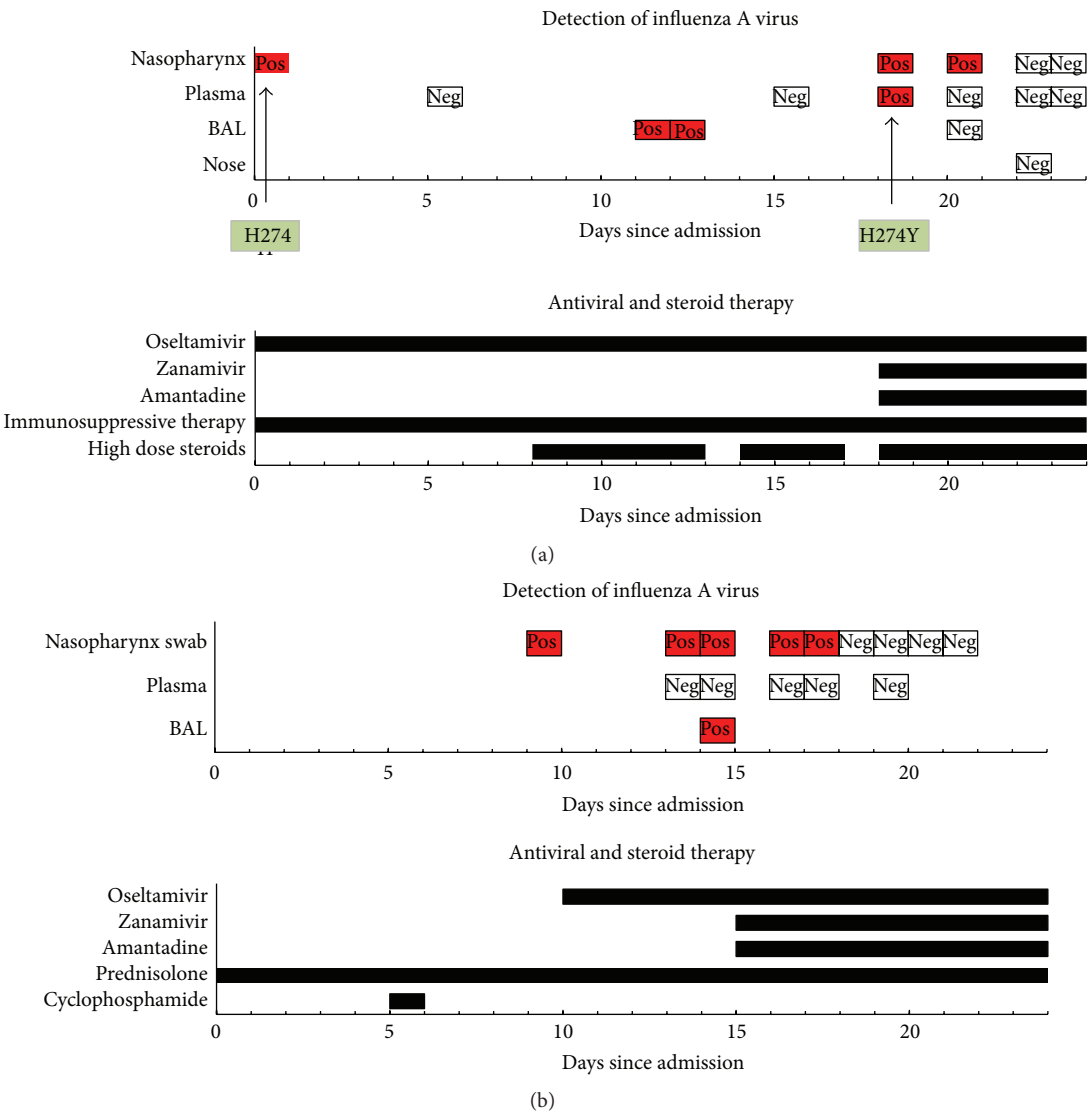 Detection of influenza A virus
Nasopharynx Pos Pos Pos Neg Neg
Plasma Neg Neg Pos Neg Neg Neg
BAL Pos Pos Neg
Nose Neg
0 5 10 15 20
H274 Days since admission H274Y
Antiviral and steroid therapy
Oseltamivir
Zanamivir
Amantadine
Immunosuppressive therapy
High dose steroids
0 5 10 15 20
Days since admission
(a)
Detection of influenza A virus
Nasopharynx swab Pos Pos Pos Pos Pos Neg Neg Neg Neg
Plasma Neg Neg Neg Neg Neg
BAL Pos
0 5 10 15 20
Days since admission
Antiviral and steroid therapy
Oseltamivir
Zanamivir
Amantadine
Prednisolone
Cyclophosphamide
0 5 10 15 20
Days since admission
(b)